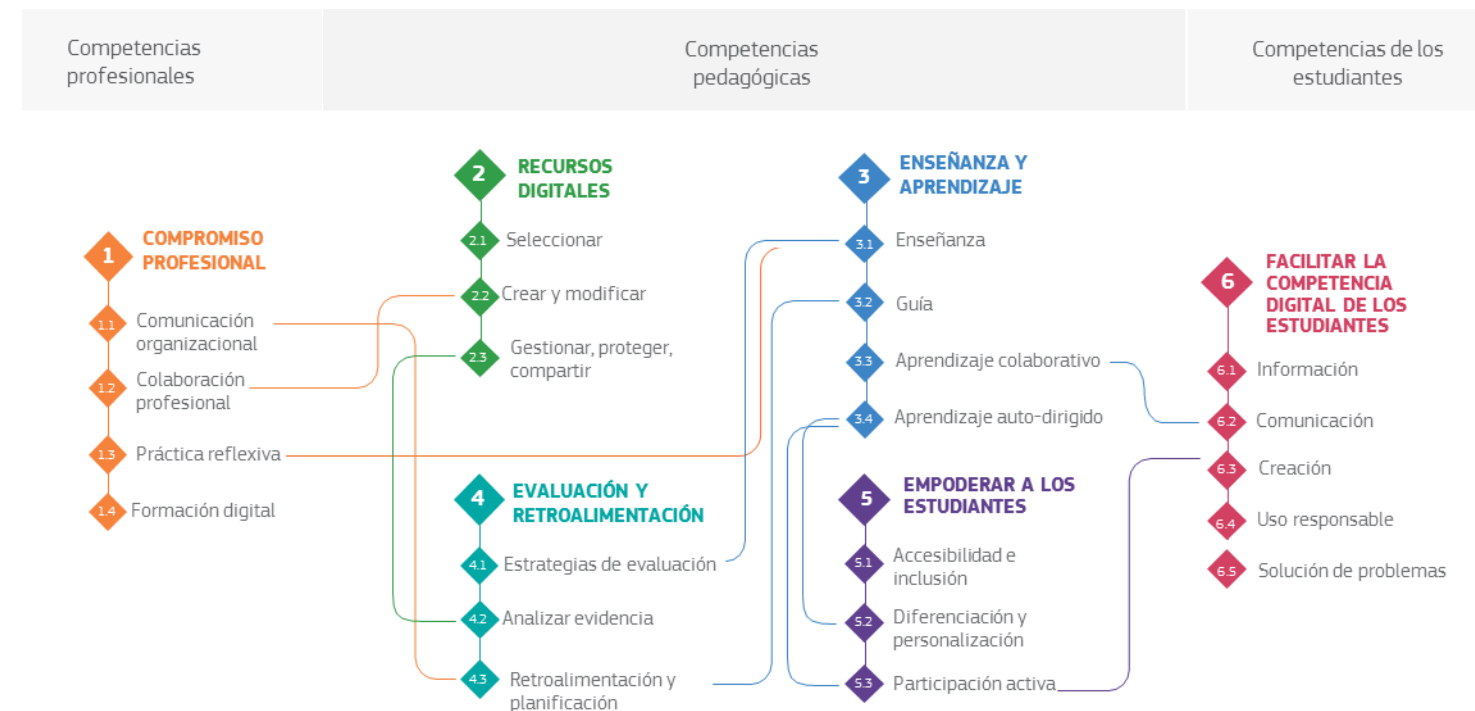 Competencias
profesionales
Competencias
pedagógicas
Competencias de los
estudiantes
1
COMPROMISO
PROFESIONAL
1.1
Comunicación
organizacional
1.2
Colaboración
profesional
1.3
Práctica reflexiva
1.4
Formación digital
2
RECURSOS
DIGITALES
2.1
Seleccionar
2.2
Crear y modificar
2.3
Gestionar, proteger,
compartir
3
ENSEÑANZA Y
APRENDIZAJE
3.1
Enseñanza
3.2
Guía
3.3
Aprendizaje colaborativo
3.4
Aprendizaje auto-dirigido
4
EVALUACIÓN Y
RETROALIMENTACIÓN
4.1
Estrategias de evaluación
4.2
Analizar evidencia
4.3
Retroalimentación y
planificación
5
EMPODERAR A LOS
ESTUDIANTES
5.1
Accesibilidad e
inclusión
5.2
Diferenciación y
personalización
5.3
Participación activa
6
FACILITAR LA
COMPETENCIA
DIGITAL DE LOS
ESTUDIANTES
6.1
Información
6.2
Comunicación
6.3
Creación
6.4
Uso responsable
6.5
Solución de problemas